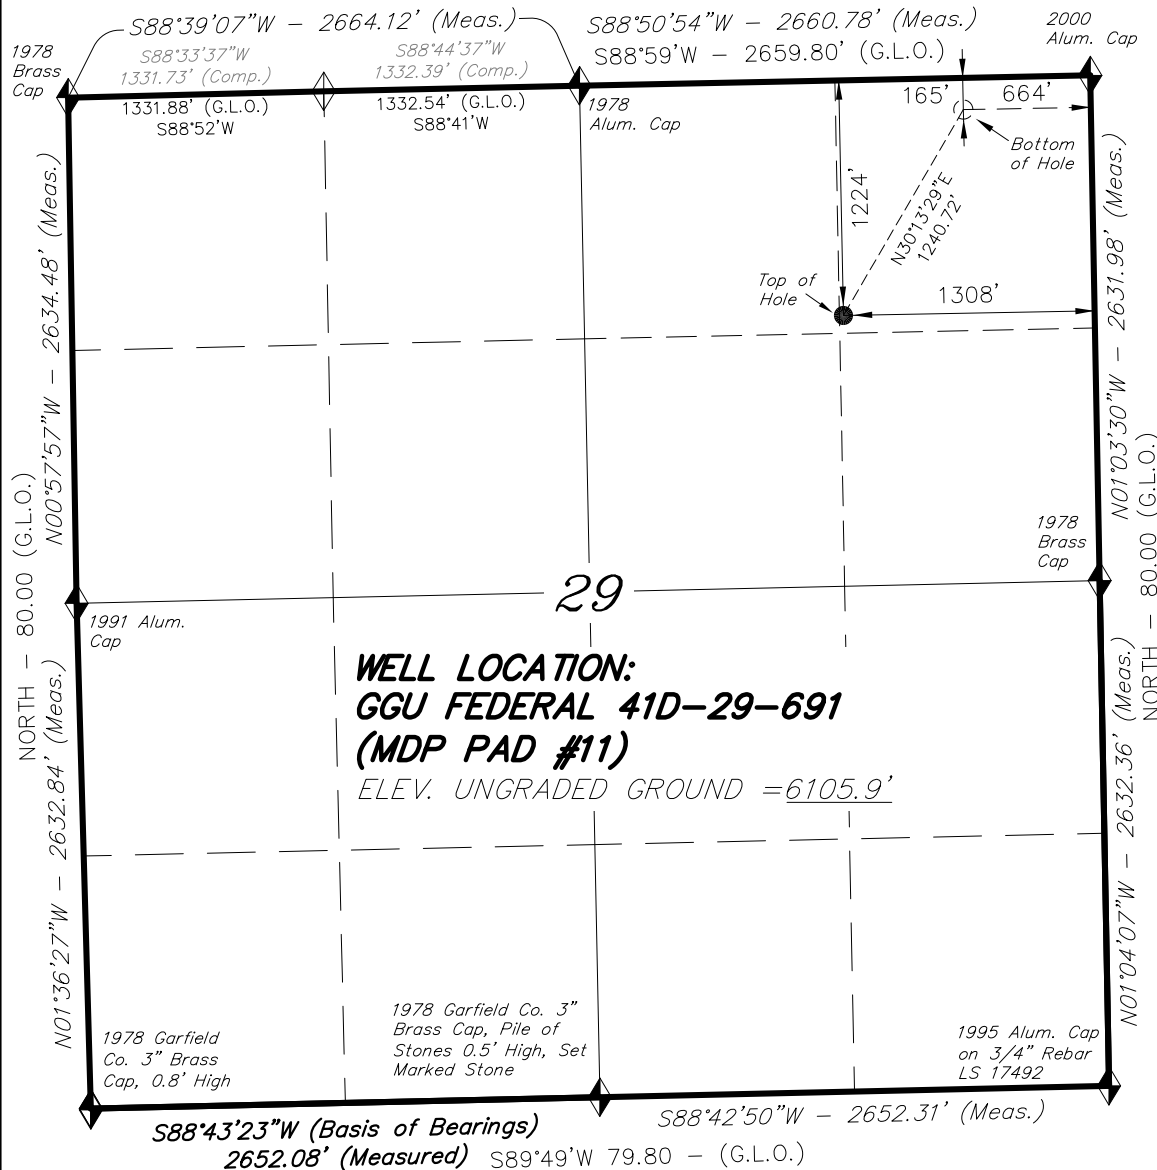 S88°39'07"W - 2664.12' (Meas.)
S88°50'54"W - 2660.78' (Meas.)
2000
Alum. Cap
1978
Brass
Cap
S88°33'37"W
1331.73' (Comp.)
S88°44'37"W
1332.39' (Comp.)
S88°59'W - 2659.80' (G.L.O.)
1331.88' (G.L.O.)
S88°52'W
1332.54' (G.L.O.)
S88°41'W
1978
Alum. Cap
165'
664'
Bottom
of Hole
1224'
N30°13'29"E
1240.72'
Top of
Hole
1308'
N00°57'57"W - 2634.48' (Meas.)
N01°03'30"W - 2631.98' (Meas.)
NORTH - 80.00 (G.L.O.)
NORTH - 80.00 (G.L.O.)
1978
Brass
Cap
29
1991 Alum.
Cap
WELL LOCATION:
GGU FEDERAL 41D-29-691
(MDP PAD #11)
ELEV. UNGRADED GROUND = 6105.9'
N01°36'27"W - 2632.84' (Meas.)
N01°04'07"W - 2632.36' (Meas.)
1978 Garfield
Co. 3" Brass
Cap, 0.8' High
1978 Garfield Co. 3"
Brass Cap, Pile of
Stones 0.5' High, Set
Marked Stone
1995 Alum. Cap
on 3/4" Rebar
LS 17492
S88°43'23"W (Basis of Bearings)
2652.08' (Measured)
S88°42'50"W - 2652.31' (Meas.)
S89°49'W 79.80 - (G.L.O.)